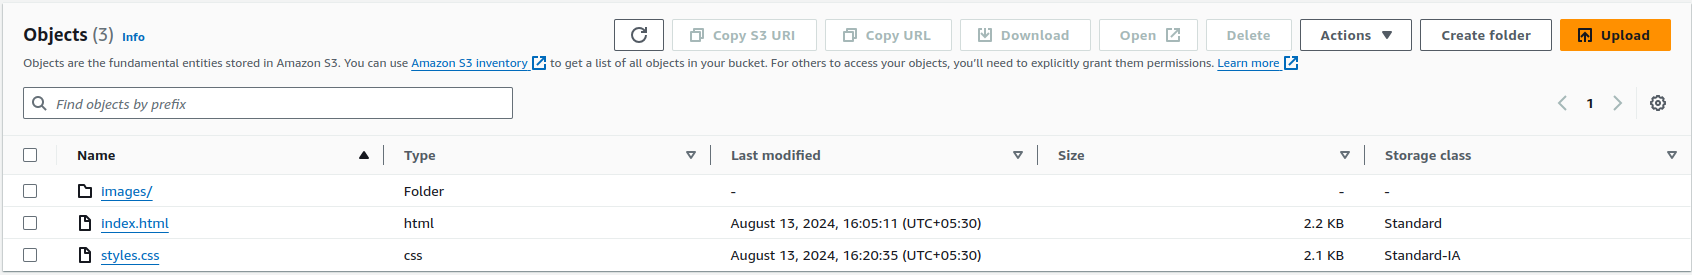 Objects (3) Info
Copy S3 URI Copy URL Download Open Delete Actions Create folder Upload
Objects are the fundamental entities stored in Amazon S3. You can use Amazon S3 inventory to get a list of all objects in your bucket. For others to access your objects, you'll need to explicitly grant them permissions. Learn more
Find objects by prefix
1
Name Type Last modified Size Storage class
images/ Folder - - -
index.html html August 13, 2024, 16:05:11 (UTC+05:30) 2.2 KB Standard
styles.css css August 13, 2024, 16:20:35 (UTC+05:30) 2.1 KB Standard-IA